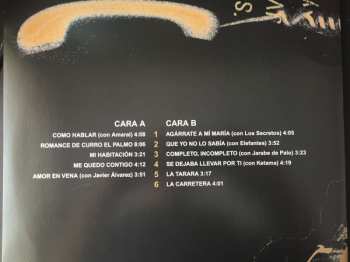 CARA A
COMO HABLAR (con Amaral) 4:08
ROMANCE DE CURRO EL PALMO 8:06
MI HABITACIÓN 3:21
ME QUEDO CONTIGO 4:12
AMOR EN VENA (con Javier Álvarez) 3:51
CARA B
1 AGÁRRATE A MÍ MARÍA (con Los Secretos) 4:05
2 QUE YO NO LO SABÍA (con Elefantes) 3:52
3 COMPLETO, INCOMPLETO (con Jarabe de Palo) 3:23
4 SE DEJABA LLEVAR POR TI (con Ketama) 4:19
5 LA TARARA 3:17
6 LA CARRETERA 4:01